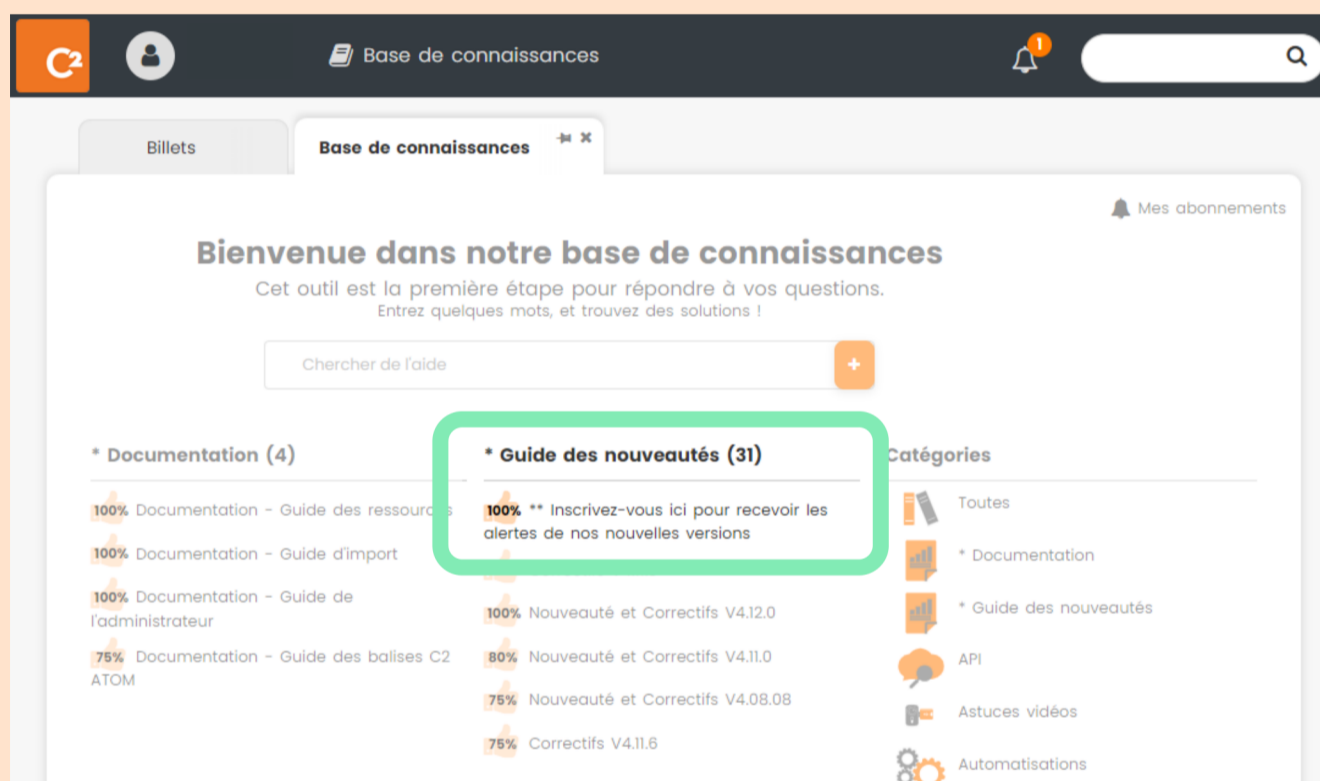 C2
Base de connaissances
1
Billets
Base de connaissances
Mes abonnements
Bienvenue dans notre base de connaissances
Cet outil est la première étape pour répondre à vos questions.
Entrez quelques mots, et trouvez des solutions !
Chercher de l'aide
+
* Documentation (4)
100% Documentation - Guide des ressources
100% Documentation - Guide d'import
100% Documentation - Guide de
l'administrateur
75% Documentation - Guide des balises C2
ATOM
* Guide des nouveautés (31)
100% ** Inscrivez-vous ici pour recevoir les
alertes de nos nouvelles versions
100% Nouveauté et Correctifs V4.12.0
80% Nouveauté et Correctifs V4.11.0
75% Nouveauté et Correctifs V4.08.08
75% Correctifs V4.11.6
Catégories
Toutes
* Documentation
* Guide des nouveautés
API
Astuces vidéos
Automatisations